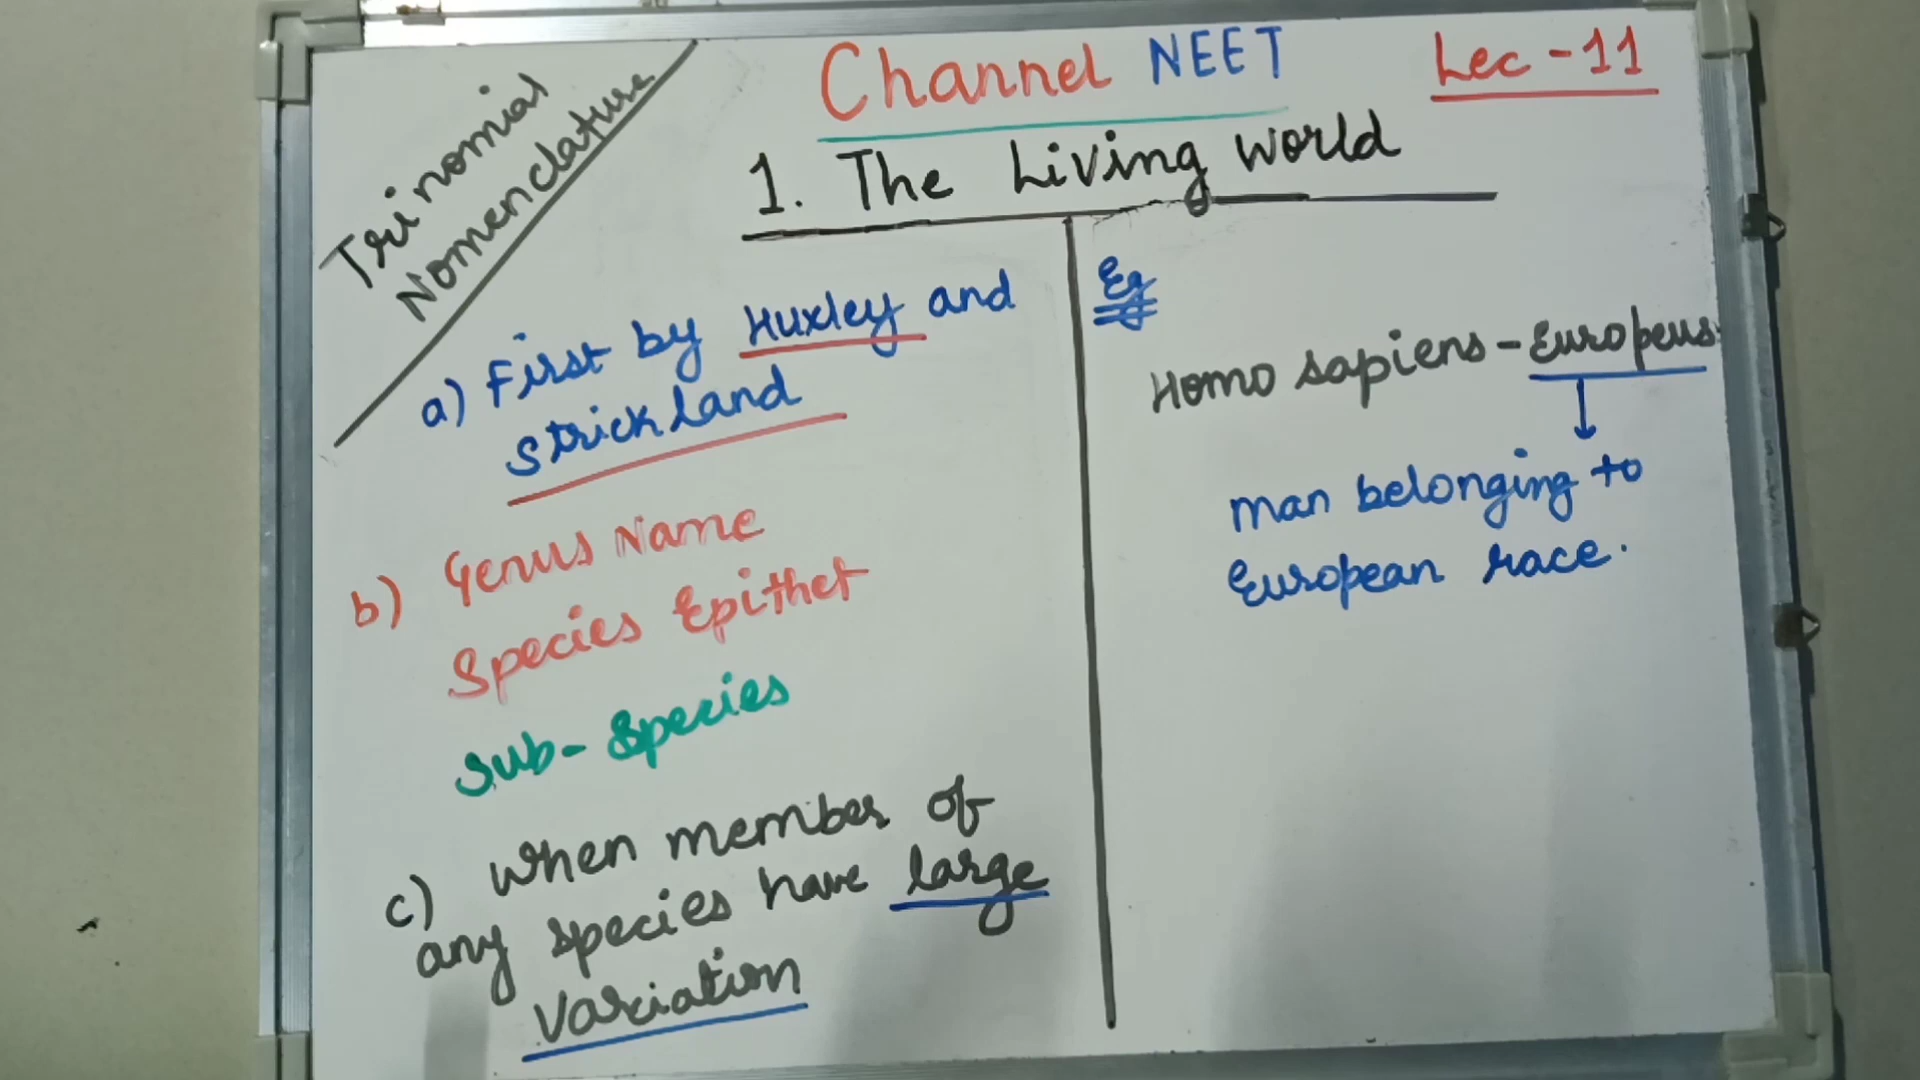 Trinomial
Nomenclature
Channel NEET
Lec - 11
1. The Living World
a) First by Huxley and
Strickland
b) Genus Name
Species Epithet
Sub-Species
c) When member of
any species have large
variation
Eg
Homo sapiens - Europeus
man belonging to
European race.